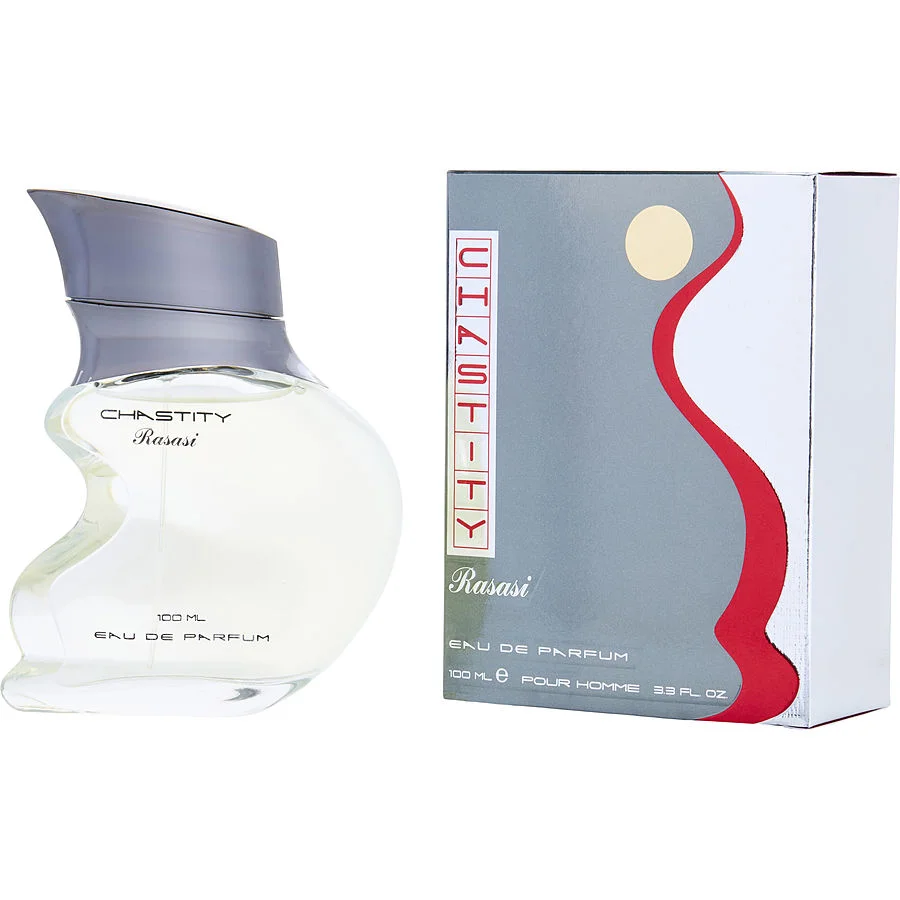 CHASTITY
Rasasi
100 ML
EAU DE PARFUM
CHASTITY
Rasasi
EAU DE PARFUM
100 ML e POUR HOMME 3.3 FL OZ.